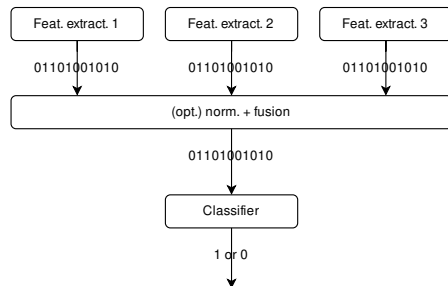 Feat. extract. 1
Feat. extract. 2
Feat. extract. 3
01101001010
01101001010
01101001010
(opt.) norm. + fusion
01101001010
Classifier
1 or 0